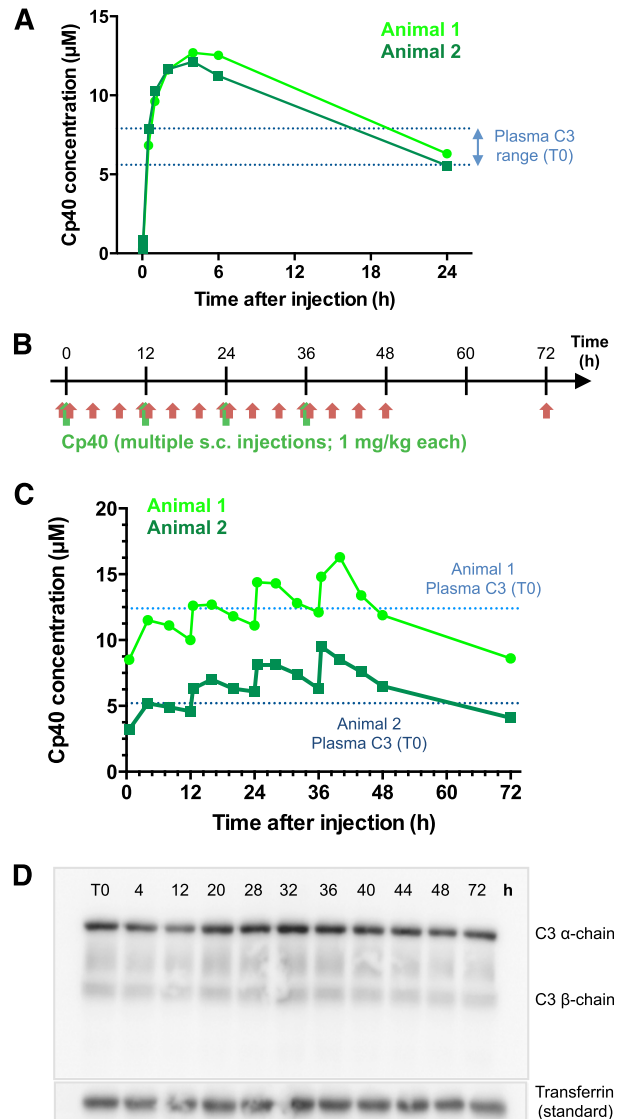 A
Cp40 concentration (µM)
15
10
5
0
Animal 1
Animal 2
Plasma C3
range (T0)
0 6 12 18 24
Time after injection (h)
B
0 12 24 36 48 60 72
Time
(h)
Cp40 (multiple s.c. injections; 1 mg/kg each)
C
Cp40 concentration (µM)
20
15
10
5
0
Animal 1
Animal 2
Animal 1
Plasma C3 (T0)
Animal 2
Plasma C3 (T0)
0 12 24 36 48 60 72
Time after injection (h)
D
T0 4 12 20 28 32 36 40 44 48 72 h
C3 α-chain
C3 β-chain
Transferrin
(standard)